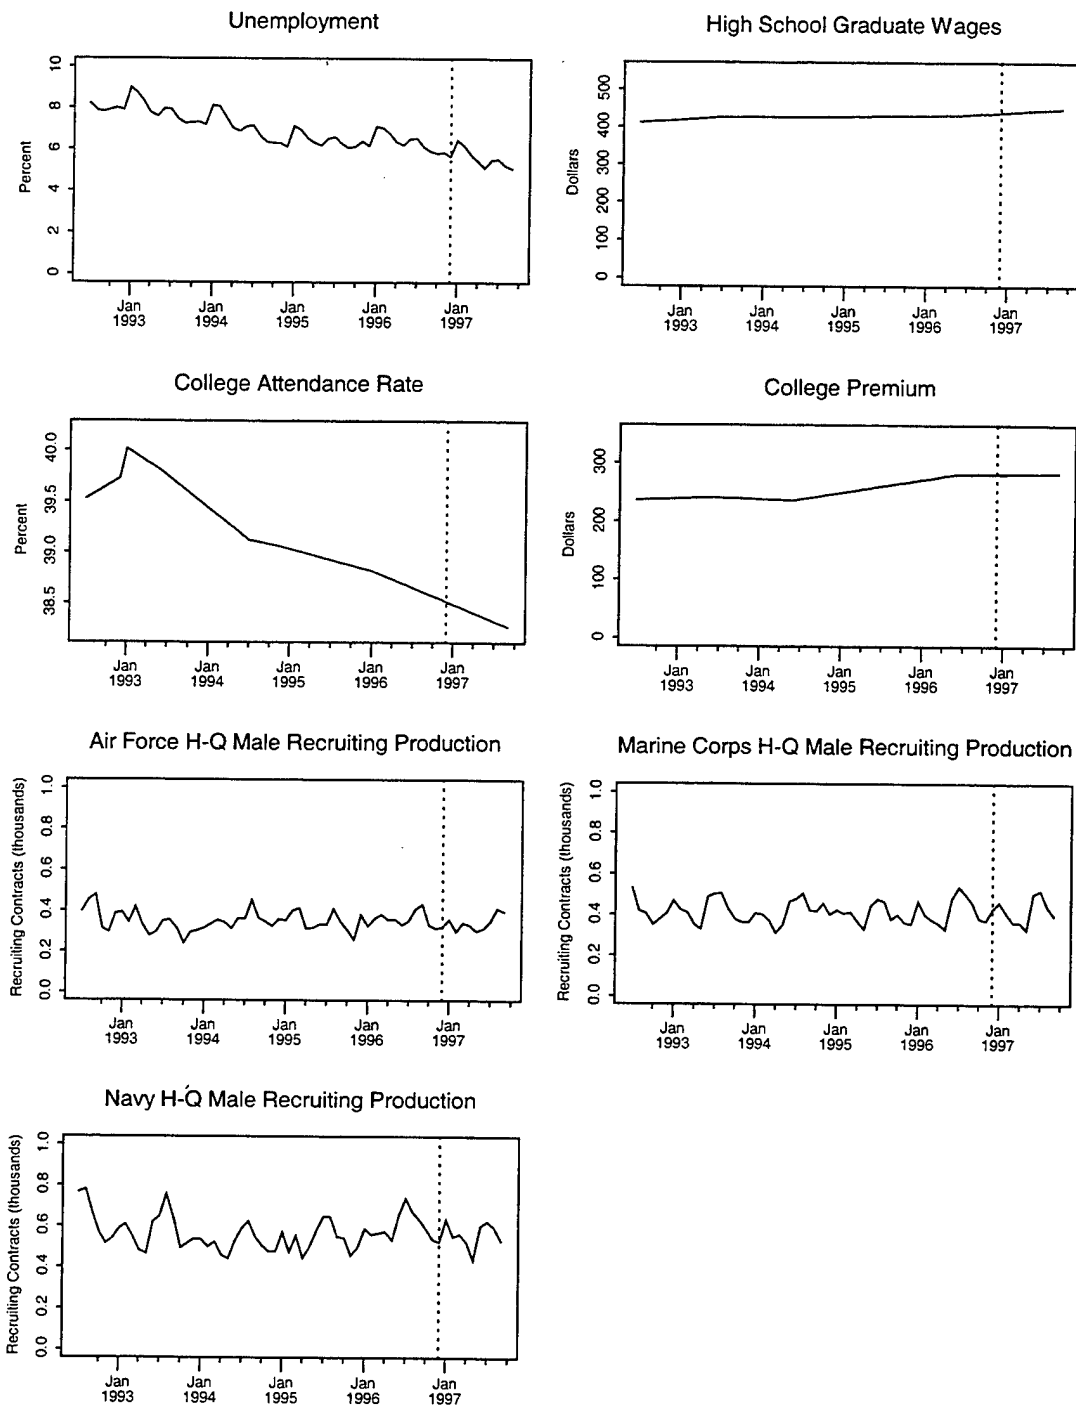 Unemployment
Percent
10
8
6
4
2
0
Jan Jan Jan Jan Jan
1993 1994 1995 1996 1997
High School Graduate Wages
Dollars
500
400
300
200
100
0
Jan Jan Jan Jan Jan
1993 1994 1995 1996 1997
College Attendance Rate
Percent
40.0
39.5
39.0
38.5
Jan Jan Jan Jan Jan
1993 1994 1995 1996 1997
College Premium
Dollars
300
200
100
0
Jan Jan Jan Jan Jan
1993 1994 1995 1996 1997
Air Force H-Q Male Recruiting Production
Recruiting Contracts (thousands)
1.0
0.8
0.6
0.4
0.2
0.0
Jan Jan Jan Jan Jan
1993 1994 1995 1996 1997
Marine Corps H-Q Male Recruiting Production
Recruiting Contracts (thousands)
1.0
0.8
0.6
0.4
0.2
0.0
Jan Jan Jan Jan Jan
1993 1994 1995 1996 1997
Navy H-Q Male Recruiting Production
Recruiting Contracts (thousands)
1.0
0.8
0.6
0.4
0.2
0.0
Jan Jan Jan Jan Jan
1993 1994 1995 1996 1997